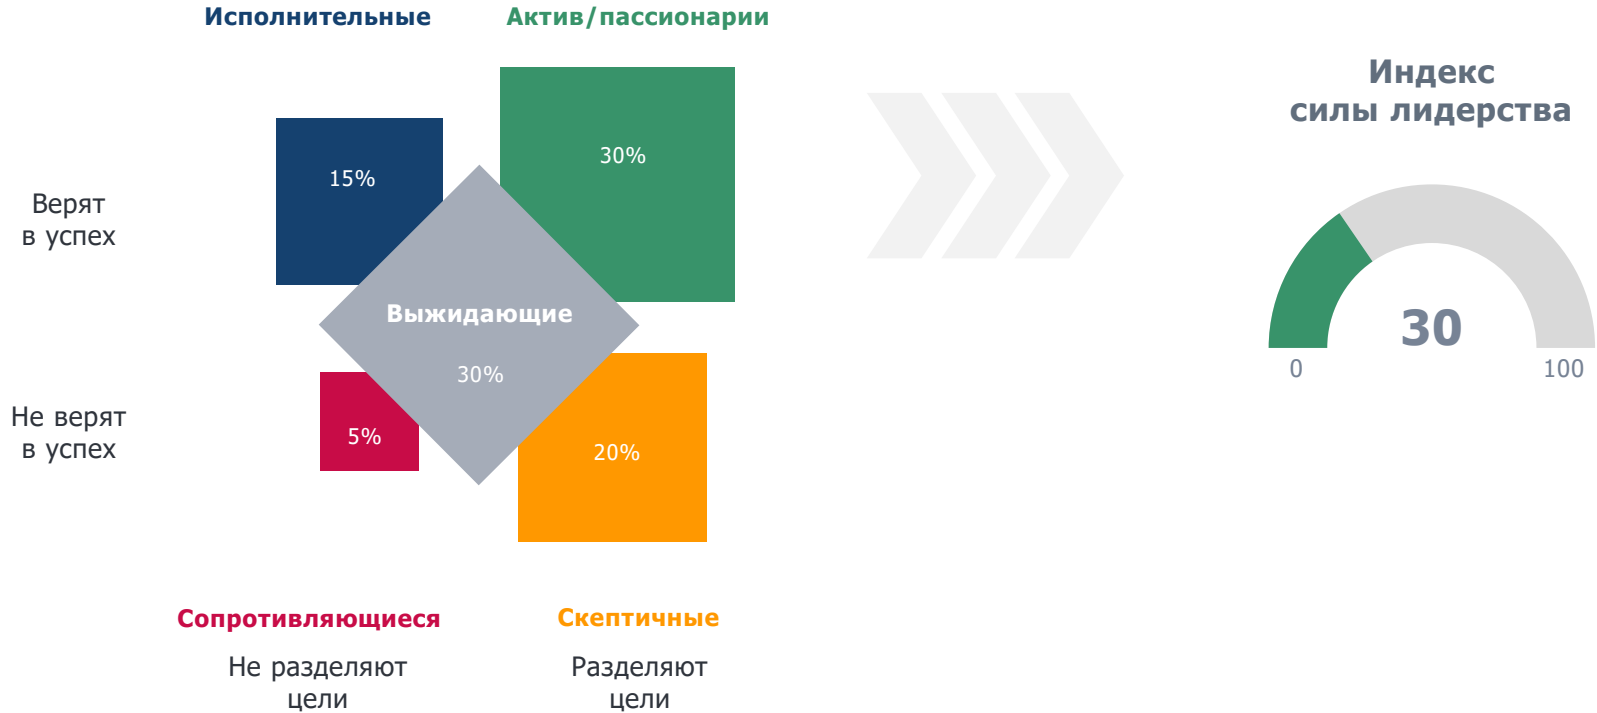 Исполнительные
Актив/пассионарии
15%
30%
Верят
в успех
Выжидающие
30%
Не верят
в успех
5%
20%
Сопротивляющиеся
Скептичные
Не разделяют
цели
Разделяют
цели
Индекс
силы лидерства
30
0
100